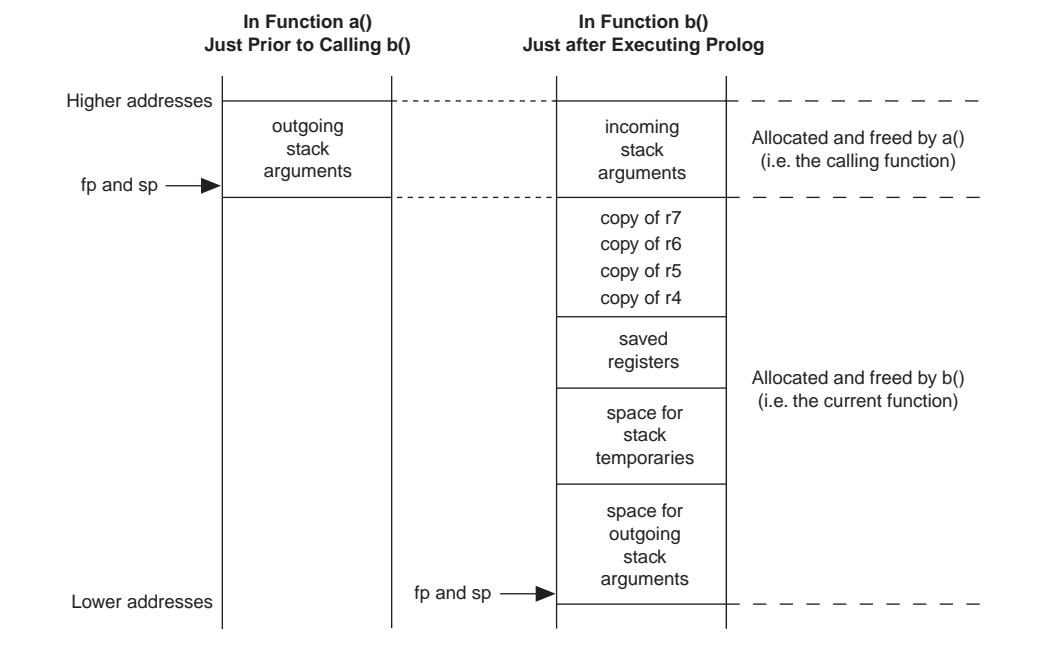 In Function a()
Just Prior to Calling b()
In Function b()
Just after Executing Prolog
Higher addresses
outgoing
stack
arguments
incoming
stack
arguments
Allocated and freed by a()
(i.e. the calling function)
fp and sp
copy of r7
copy of r6
copy of r5
copy of r4
saved
registers
Allocated and freed by b()
(i.e. the current function)
space for
stack
temporaries
space for
outgoing
stack
arguments
fp and sp
Lower addresses